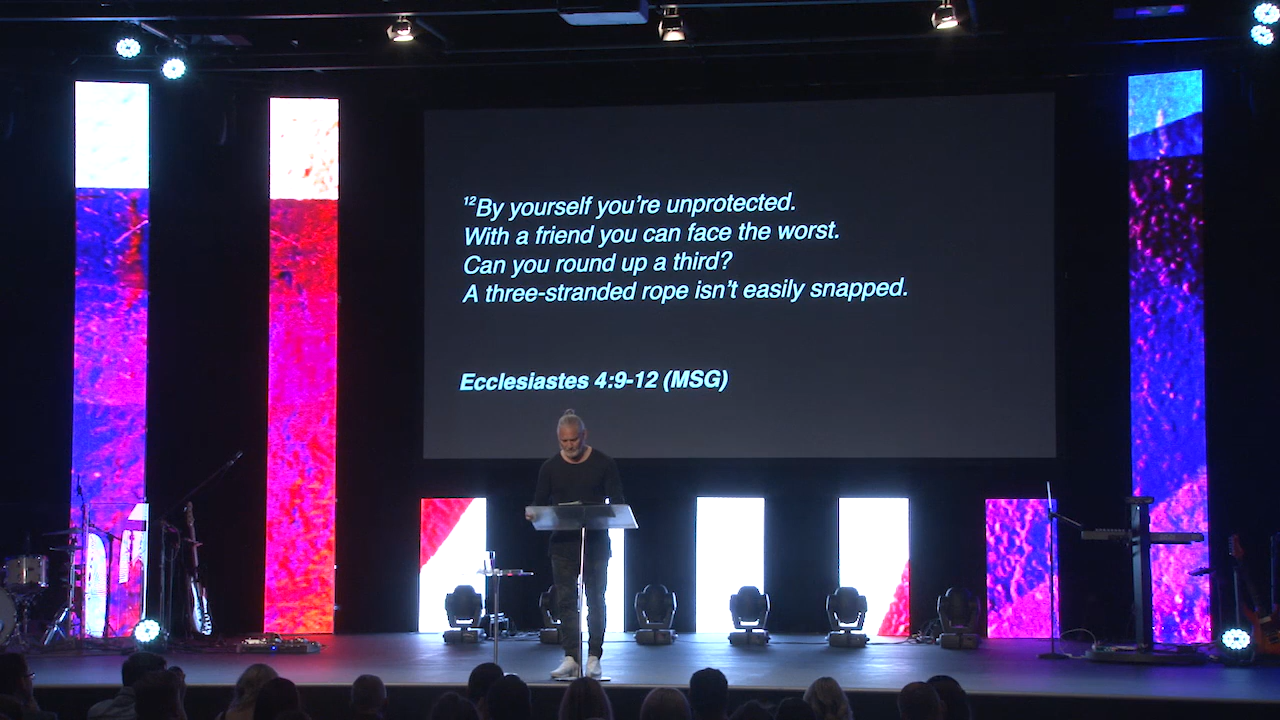 ¹²By yourself you're unprotected.
With a friend you can face the worst.
Can you round up a third?
A three-stranded rope isn't easily snapped.
Ecclesiastes 4:9-12 (MSG)